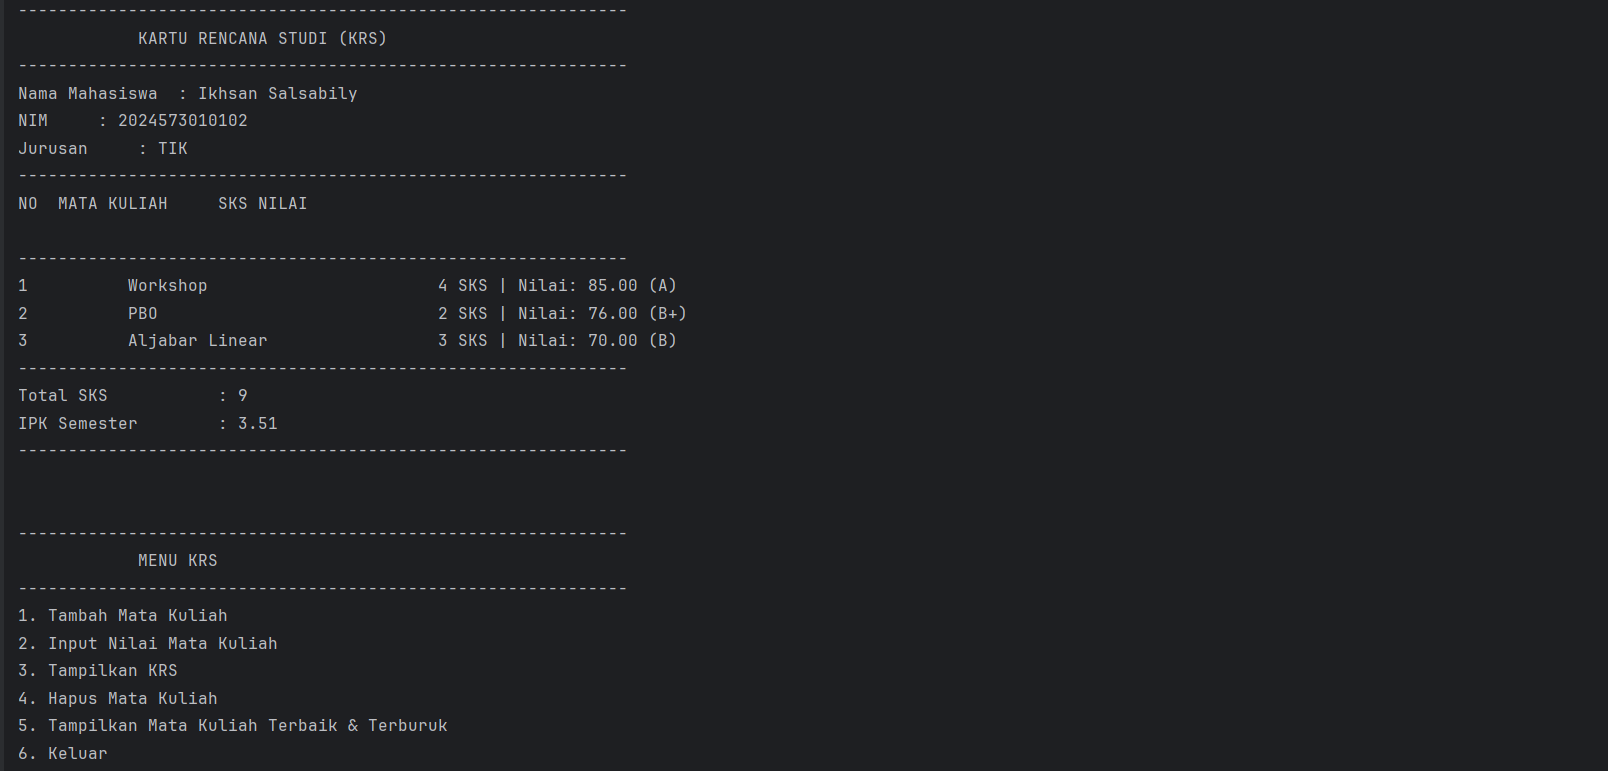 -------------------------------------------------------------
            KARTU RENCANA STUDI (KRS)
-------------------------------------------------------------
Nama Mahasiswa  : Ikhsan Salsabily
NIM     : 2024573010102
Jurusan     : TIK
-------------------------------------------------------------
NO  MATA KULIAH     SKS NILAI
-------------------------------------------------------------
1          Workshop                       4 SKS | Nilai: 85.00 (A)
2          PBO                            2 SKS | Nilai: 76.00 (B+)
3          Aljabar Linear                 3 SKS | Nilai: 70.00 (B)
-------------------------------------------------------------
Total SKS           : 9
IPK Semester        : 3.51
-------------------------------------------------------------
-------------------------------------------------------------
            MENU KRS
-------------------------------------------------------------
1. Tambah Mata Kuliah
2. Input Nilai Mata Kuliah
3. Tampilkan KRS
4. Hapus Mata Kuliah
5. Tampilkan Mata Kuliah Terbaik & Terburuk
6. Keluar